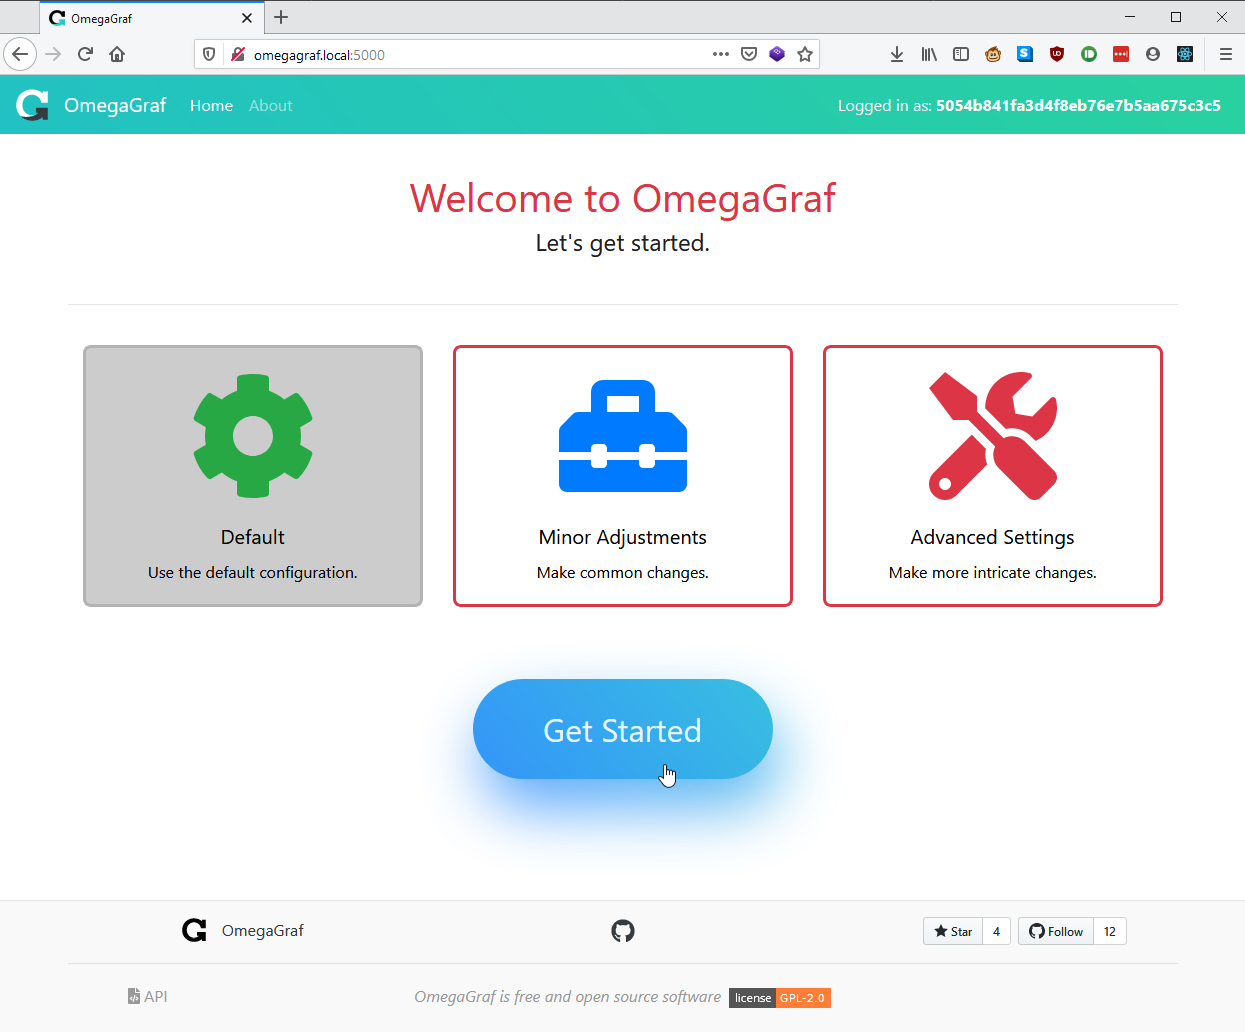 OmegaGraf
omegagraf.local:5000
OmegaGraf Home About Logged in as: 5054b841fa3d4f8eb76e7b5aa675c3c5
Welcome to OmegaGraf
Let's get started.
Default
Use the default configuration.
Minor Adjustments
Make common changes.
Advanced Settings
Make more intricate changes.
Get Started
OmegaGraf Star 4 Follow 12
API OmegaGraf is free and open source software license GPL-2.0